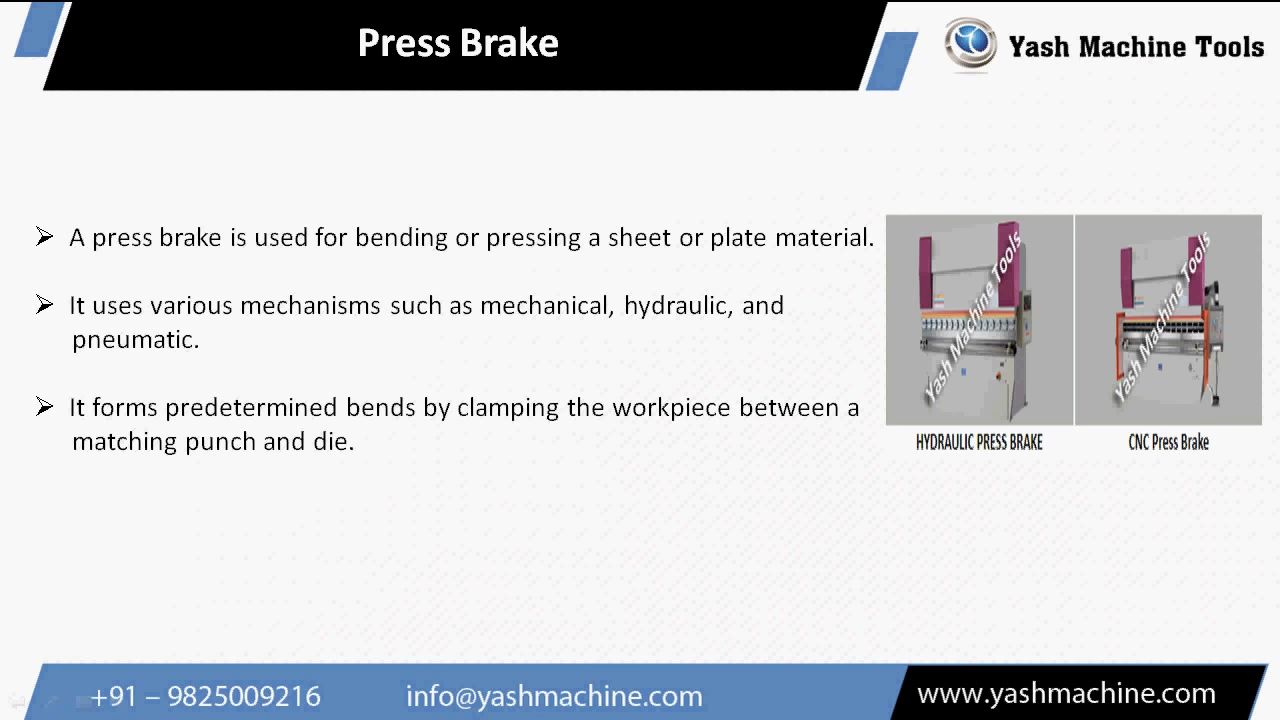 Press Brake
Yash Machine Tools
➢ A press brake is used for bending or pressing a sheet or plate material.
➢ It uses various mechanisms such as mechanical, hydraulic, and
pneumatic.
➢ It forms predetermined bends by clamping the workpiece between a
matching punch and die.
Yash Machine Tools
Yash Machine Tools
HYDRAULIC PRESS BRAKE
CNC Press Brake
+91 – 9825009216
info@yashmachine.com
www.yashmachine.com